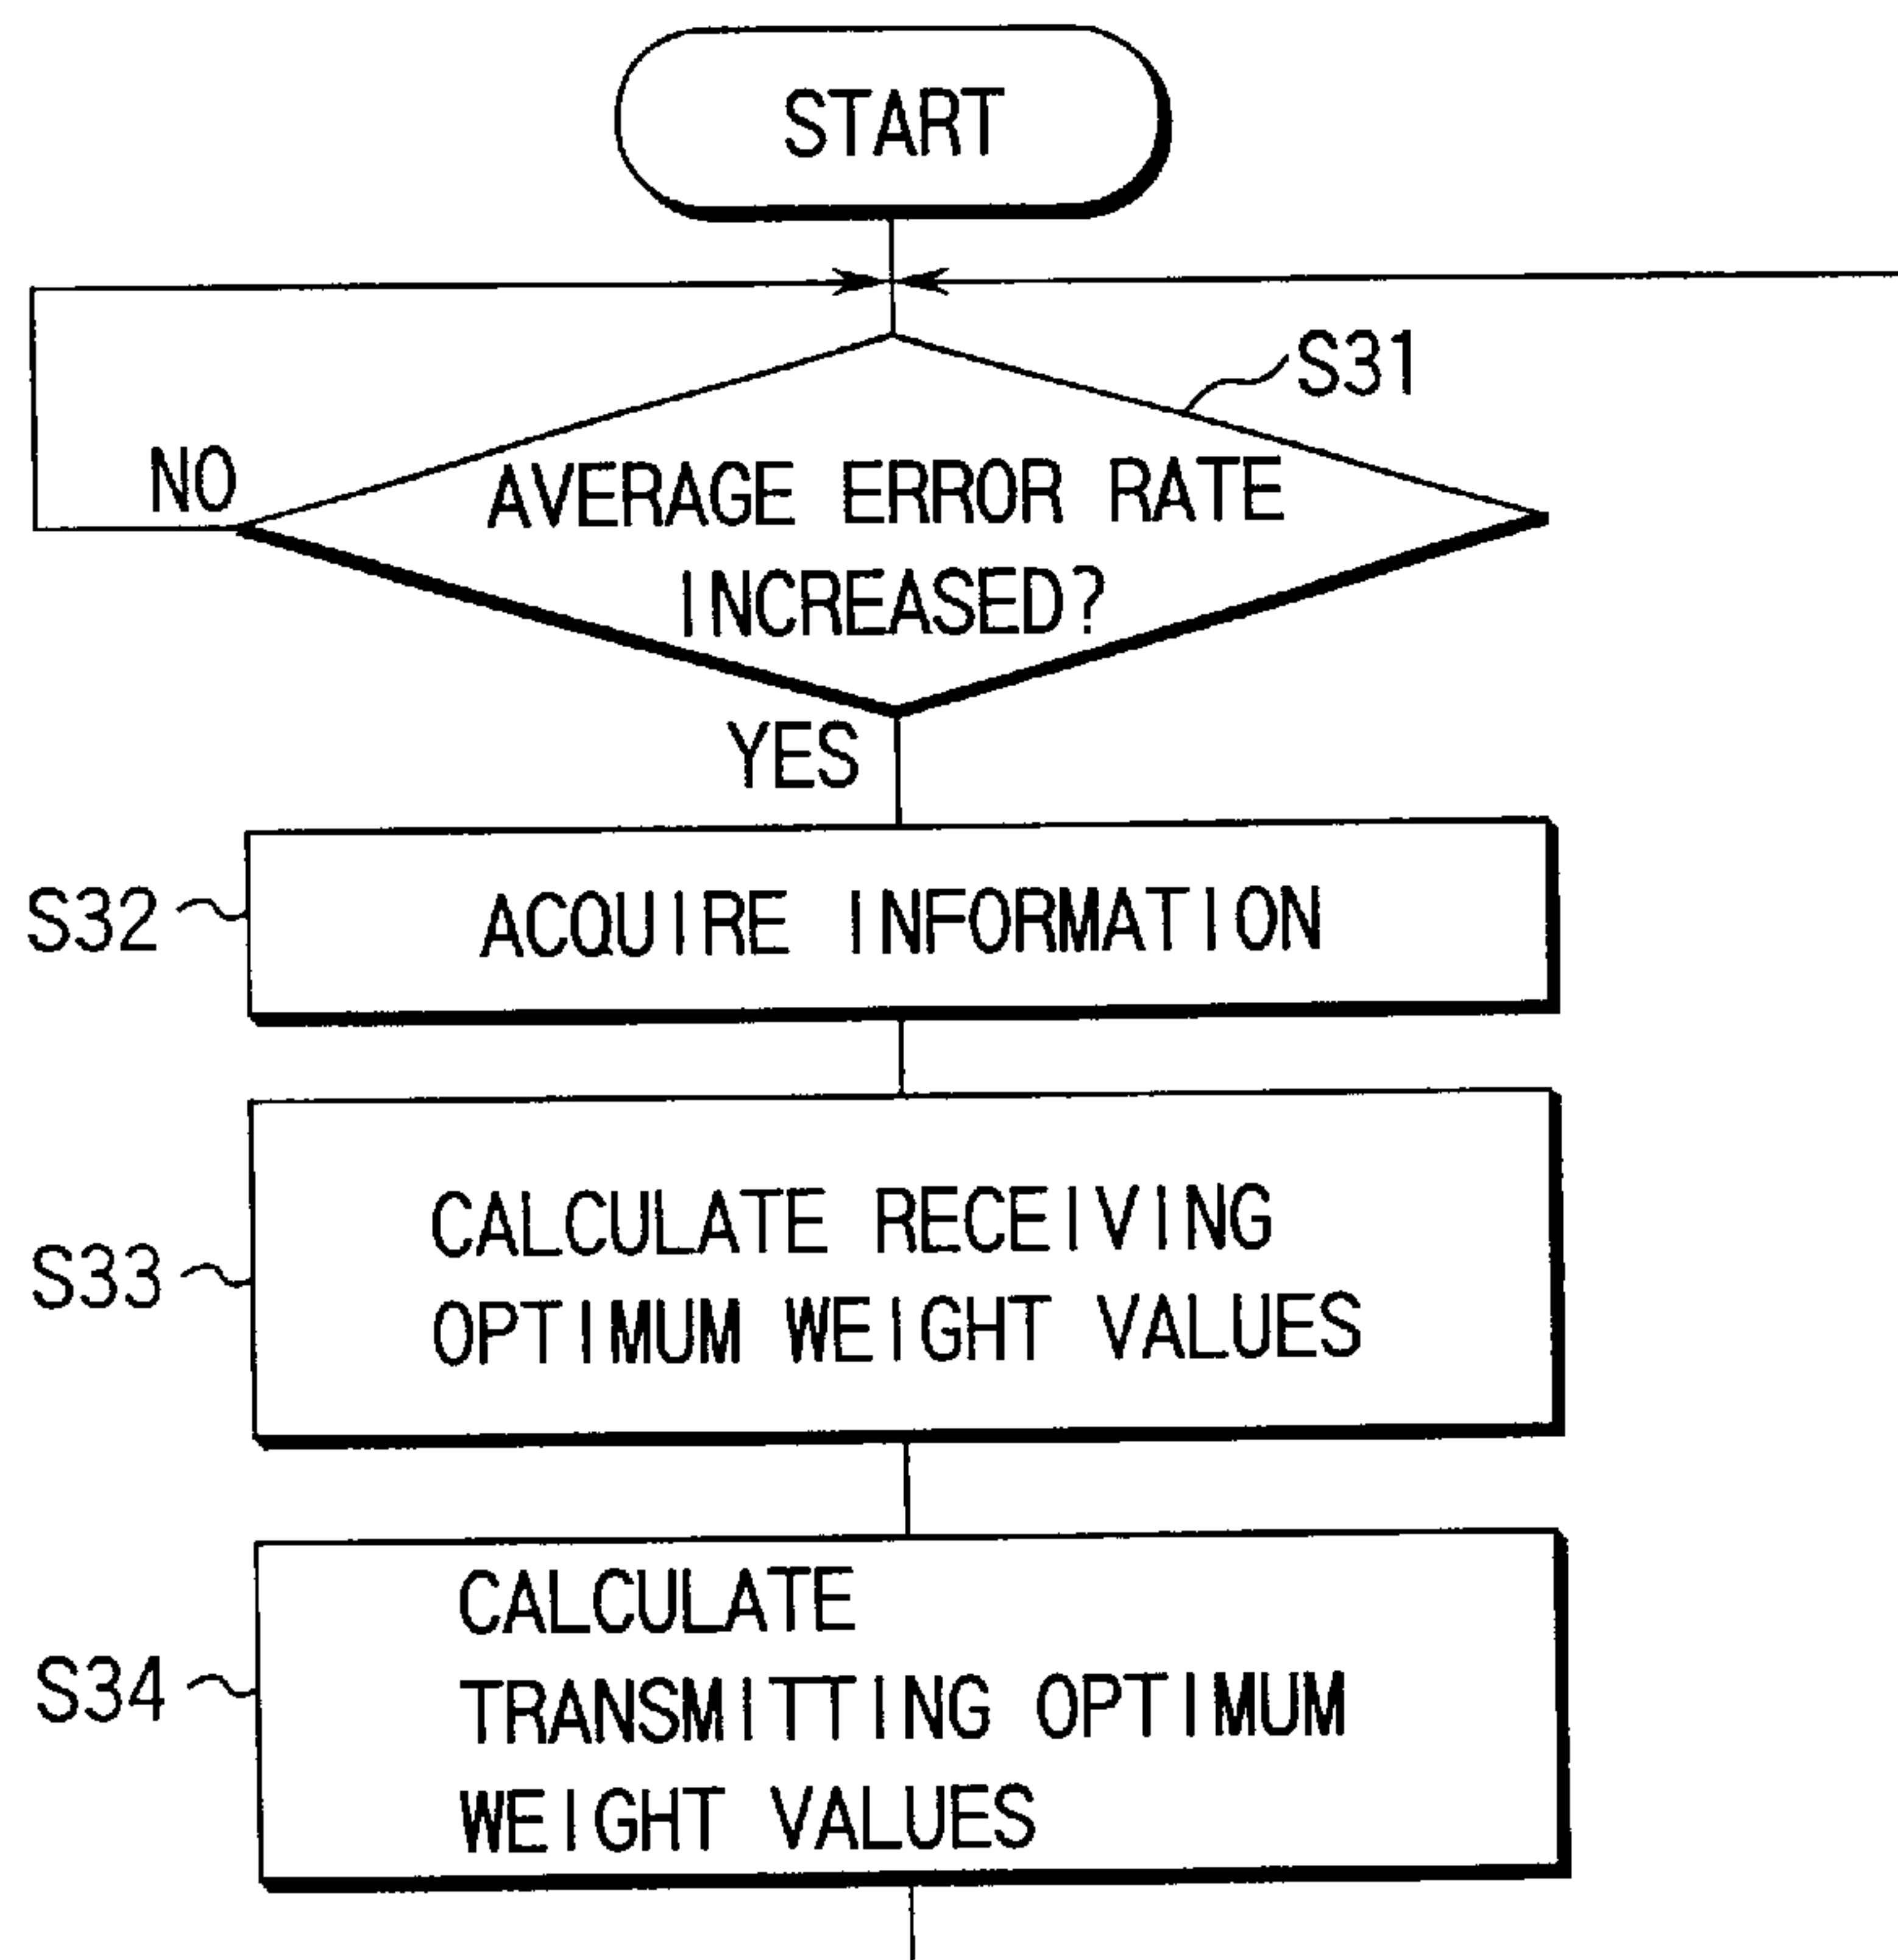 START
S31
NO
AVERAGE ERROR RATE
INCREASED?
YES
S32
ACQUIRE INFORMATION
S33
CALCULATE RECEIVING
OPTIMUM WEIGHT VALUES
S34
CALCULATE
TRANSMITTING OPTIMUM
WEIGHT VALUES